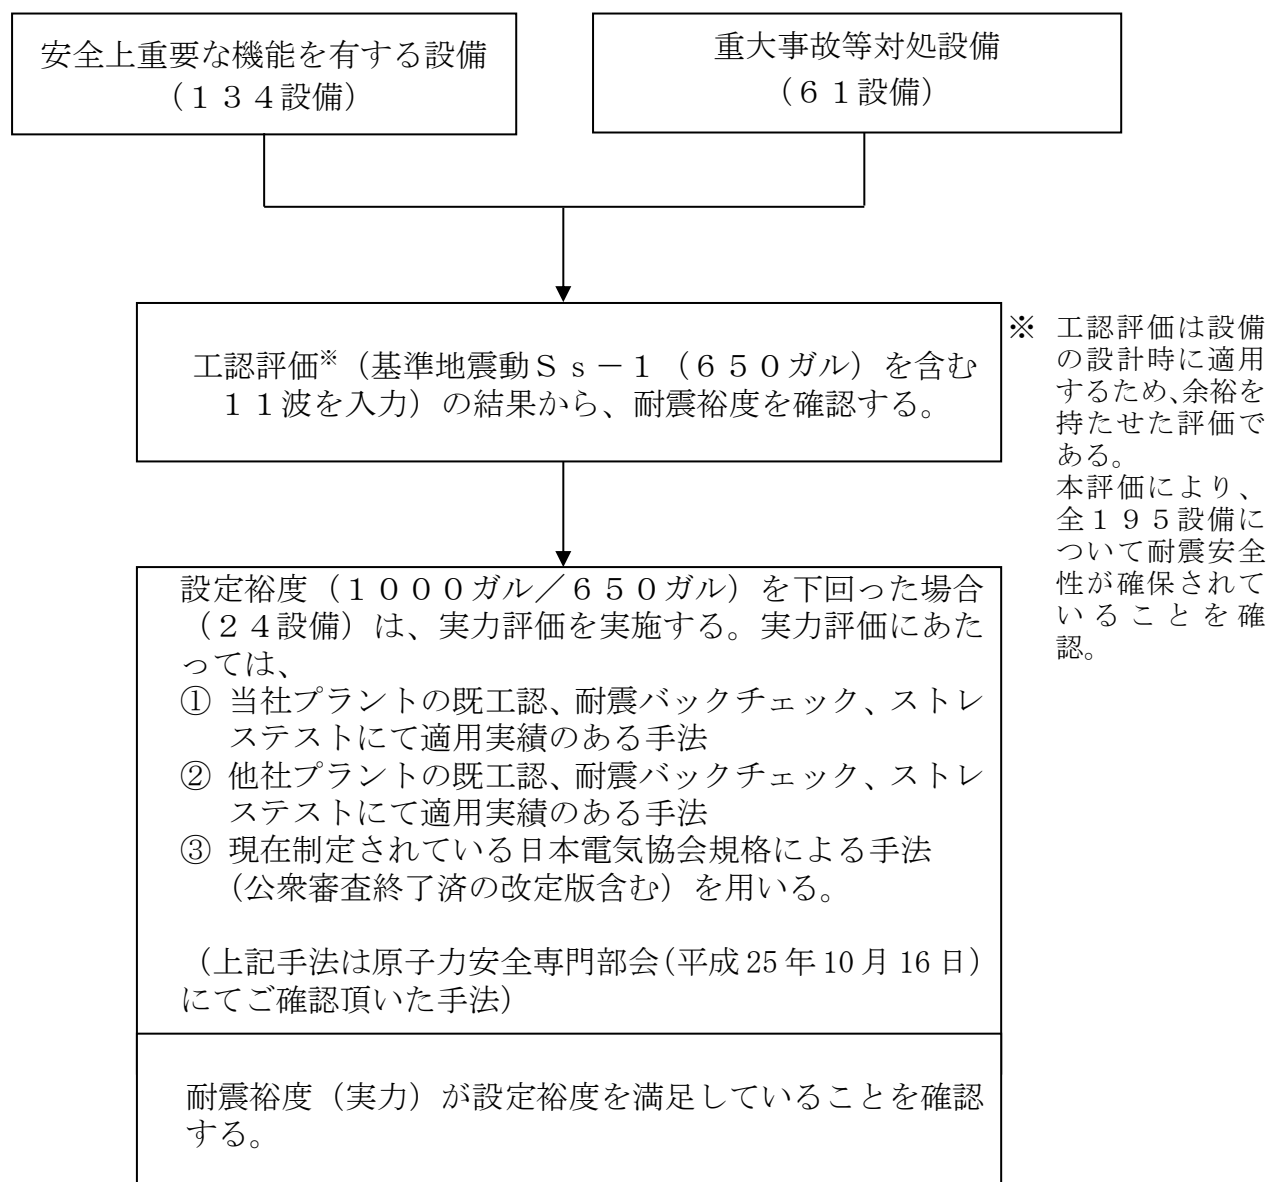 安全上重要な機能を有する設備
（１３４設備）
重大事故等対処設備
（６１設備）
工認評価※（基準地震動Ｓｓ－１（６５０ガル）を含む
１１波を入力）の結果から、耐震裕度を確認する。
※ 工認評価は設備
の設計時に適用
するため、余裕を
持たせた評価で
ある。
本評価により、
全１９５設備に
ついて耐震安全
性が確保されて
いることを確
認。
設定裕度（１０００ガル／６５０ガル）を下回った場合
（２４設備）は、実力評価を実施する。実力評価にあた
っては、
① 当社プラントの既工認、耐震バックチェック、ストレ
ステストにて適用実績のある手法
② 他社プラントの既工認、耐震バックチェック、ストレ
ステストにて適用実績のある手法
③ 現在制定されている日本電気協会規格による手法
（公衆審査終了済の改定版含む）を用いる。
（上記手法は原子力安全専門部会（平成 25 年 10 月 16 日）
にてご確認頂いた手法）
耐震裕度（実力）が設定裕度を満足していることを確認
する。